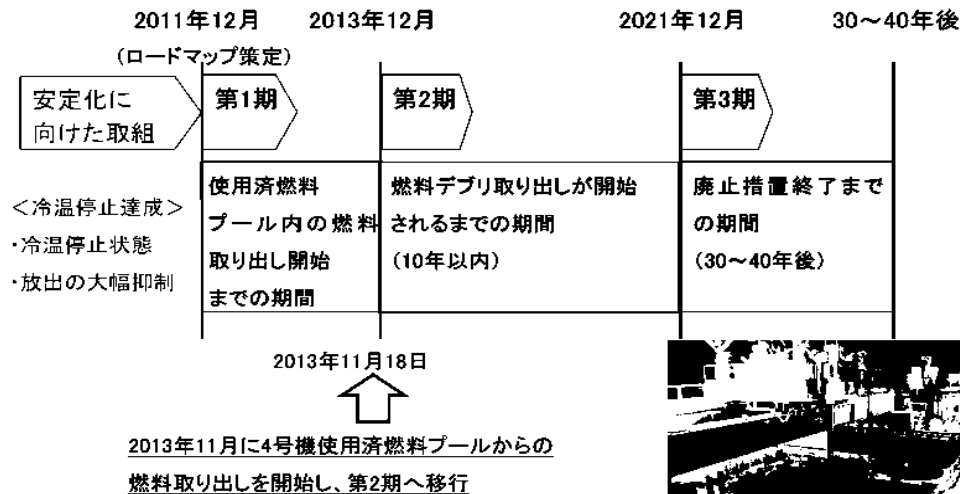 2011年12月 2013年12月 2021年12月 30～40年後
(ロードマップ策定)
安定化に
向けた取組
第1期
第2期
第3期
＜冷温停止達成＞
・冷温停止状態
・放出の大幅抑制
使用済燃料
プール内の燃料
取り出し開始
までの期間
燃料デブリ取り出しが開始
されるまでの期間
(10年以内)
廃止措置終了まで
の期間
(30～40年後)
2013年11月18日
2013年11月に4号機使用済燃料プールからの
燃料取り出しを開始し、第2期へ移行